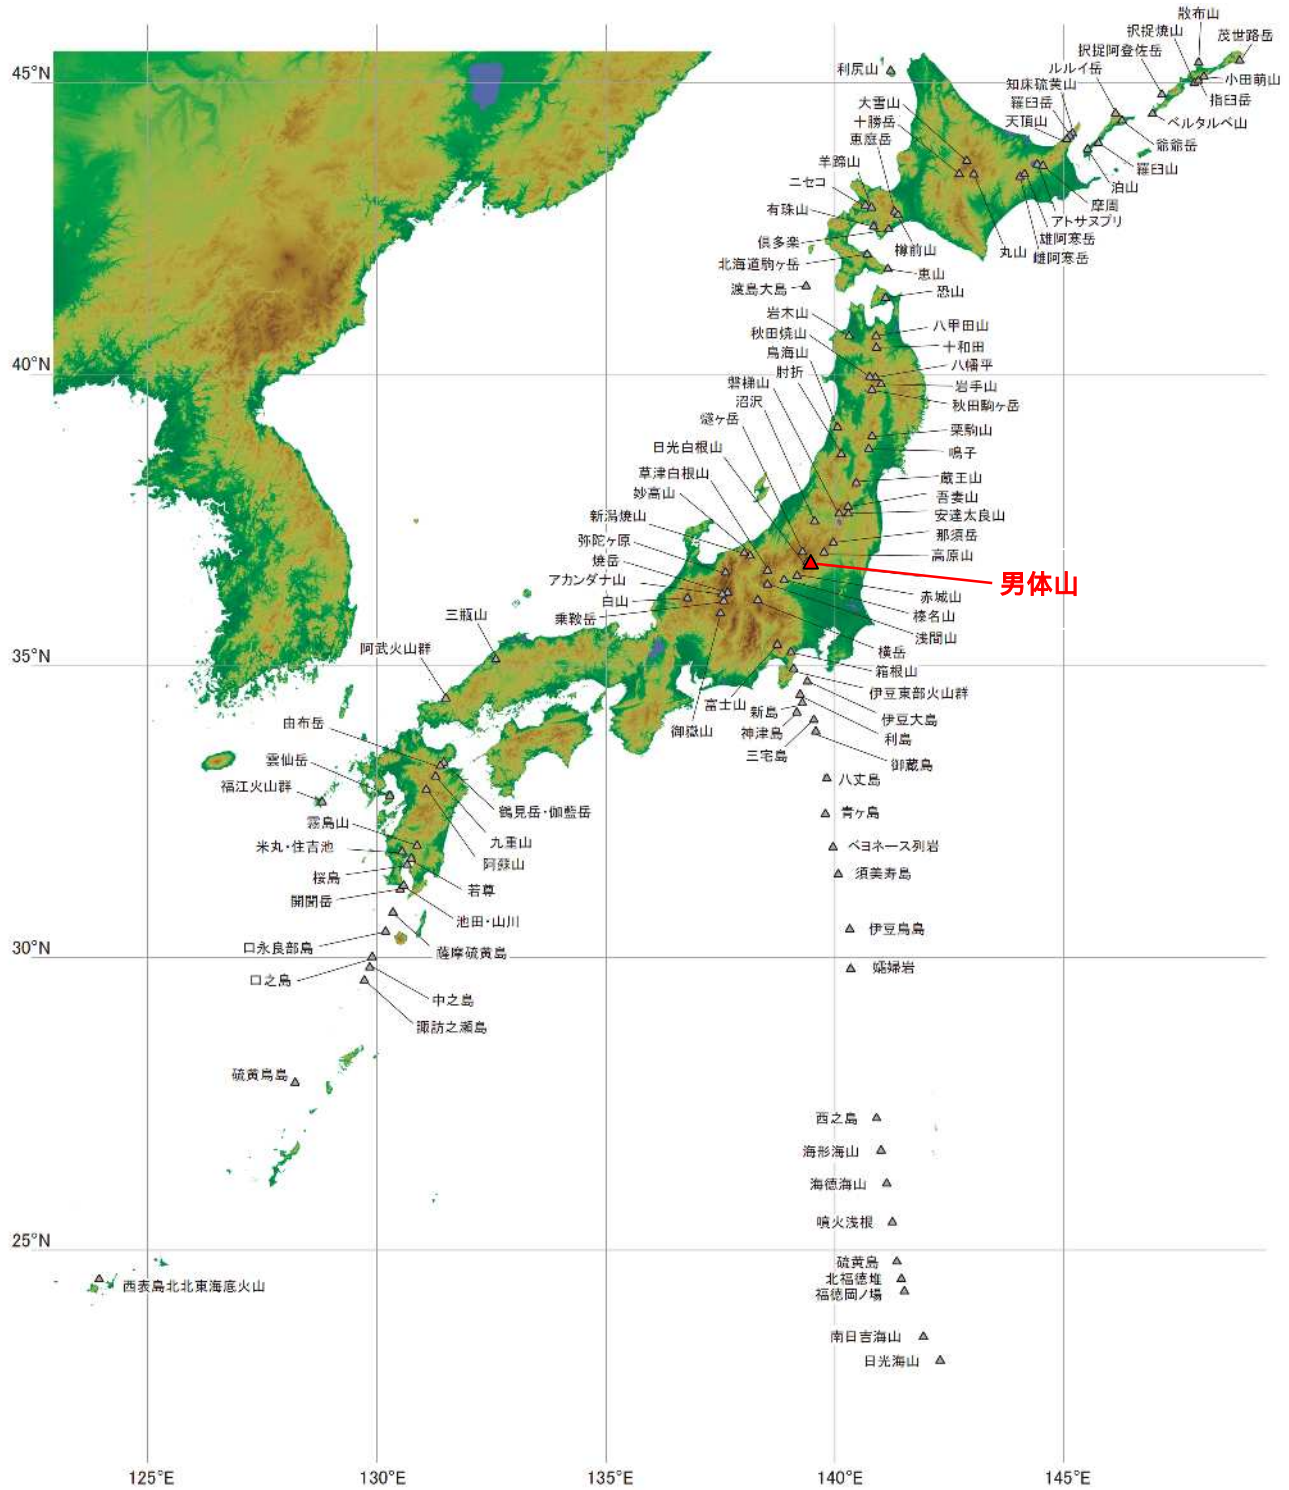 散布山
択捉焼山
茂世路岳
択捉阿登佐岳
ルルイ岳
45°N
利尻山
知床硫黄山
小田萌山
大雪山
羅臼岳
指臼岳
十勝岳
天頂山
ベルタルベ山
恵庭岳
爺爺岳
羊蹄山
羅臼山
ニセコ
泊山
有珠山
摩周
アトサヌプリ
倶多楽
樽前山
丸山
雄阿寒岳
雌阿寒岳
北海道駒ヶ岳
恵山
渡島大島
恐山
岩木山
八甲田山
秋田焼山
十和田
鳥海山
40°N
八幡平
肘折
岩手山
磐梯山
秋田駒ヶ岳
沼沢
燧ヶ岳
栗駒山
日光白根山
鳴子
草津白根山
蔵王山
妙高山
吾妻山
新潟焼山
安達太良山
弥陀ヶ原
那須岳
焼岳
高原山
アカンダナ山
男体山
白山
赤城山
乗鞍岳
榛名山
三瓶山
浅間山
阿武火山群
横岳
35°N
箱根山
伊豆東部火山群
富士山
新島
伊豆大島
御嶽山
神津島
利島
由布岳
三宅島
御蔵島
雲仙岳
八丈島
福江火山群
鶴見岳・伽藍岳
青ヶ島
霧島山
九重山
米丸・住吉池
ベヨネース列岩
阿蘇山
桜島
須美寿島
若尊
開聞岳
池田・山川
伊豆鳥島
口永良部島
薩摩硫黄島
30°N
孀婦岩
口之島
中之島
諏訪之瀬島
硫黄鳥島
西之島
海形海山
海徳海山
噴火浅根
25°N
硫黄島
北福徳堆
西表島北北東海底火山
福徳岡ノ場
南日吉海山
日光海山
125°E
130°E
135°E
140°E
145°E